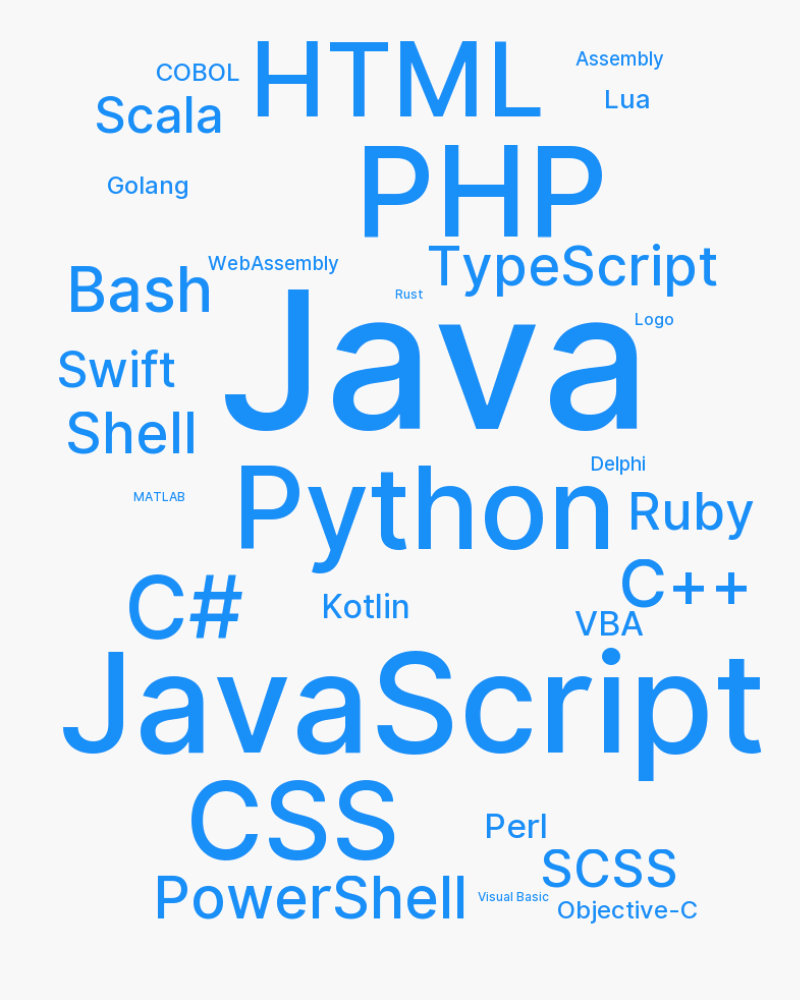 HTML
Assembly
COBOL
Lua
Scala
PHP
Golang
TypeScript
WebAssembly
Bash
Rust
Logo
Java
Swift
Shell
Delphi
MATLAB
Python
Ruby
C++
C#
Kotlin
VBA
JavaScript
CSS
Perl
SCSS
PowerShell
Visual Basic
Objective-C